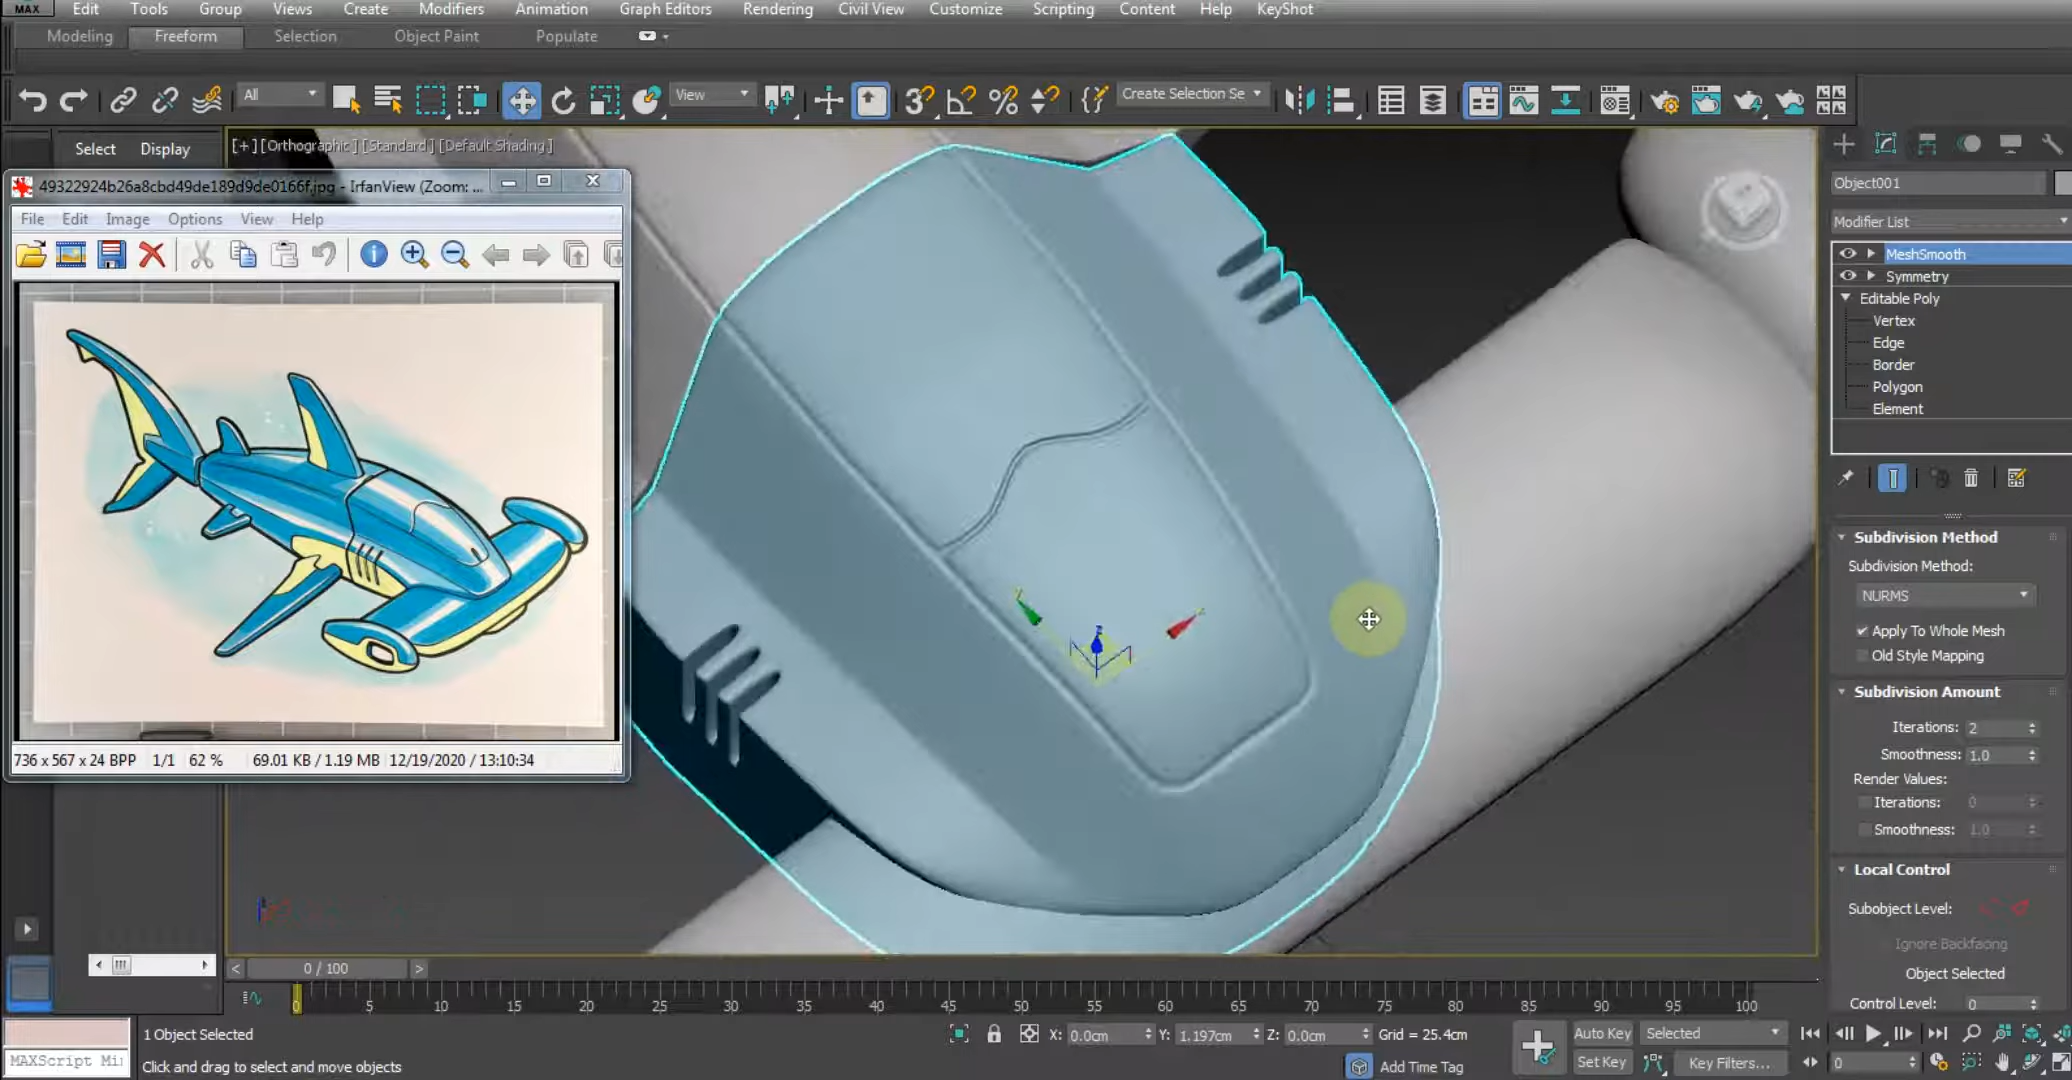 MAX Edit Tools Group Views Create Modifiers Animation Graph Editors Rendering Civil View Customize Scripting Content Help KeyShot
Modeling Freeform Selection Object Paint Populate
All View Create Selection Se
Select Display
[+] [Orthographic] [Standard] [Default Shading]
49322924b26a8cbd49de189d9de0166f.jpg - IrfanView (Zoom: ...
File Edit Image Options View Help
736 x 567 x 24 BPP 1/1 62 % 69.01 KB / 1.19 MB 12/19/2020 / 13:10:34
Object001
Modifier List
MeshSmooth
Symmetry
Editable Poly
Vertex
Edge
Border
Polygon
Element
Subdivision Method
Subdivision Method:
NURMS
Apply To Whole Mesh
Old Style Mapping
Subdivision Amount
Iterations: 2
Smoothness: 1.0
Render Values:
Iterations: 0
Smoothness: 1.0
Local Control
Subobject Level:
Ignore Backfacing
Object Selected
Control Level: 0
< 0 / 100 >
0 5 10 15 20 25 30 35 40 45 50 55 60 65 70 75 80 85 90 95 100
1 Object Selected
X: 0.0cm Y: 1.197cm Z: 0.0cm Grid = 25.4cm
Auto Key Selected
MAXScript Mi
Click and drag to select and move objects
Add Time Tag
Set Key Key Filters... 0